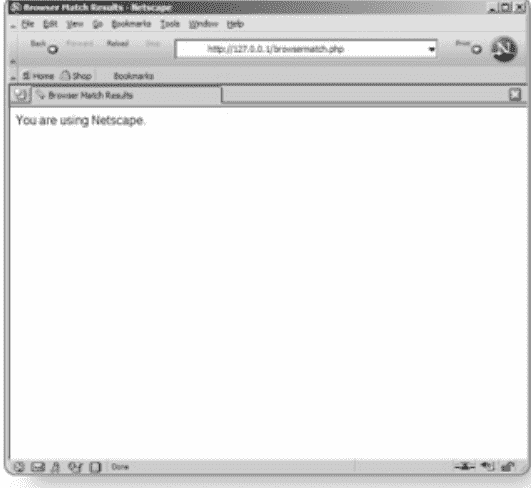 Browser Match Results - Netscape
File Edit View Go Bookmarks Tools Window Help
Back Forward Reload Stop http://127.0.0.1/browsermatch.php Print N
Home Shop Bookmarks
Browser Match Results
You are using Netscape.
Done